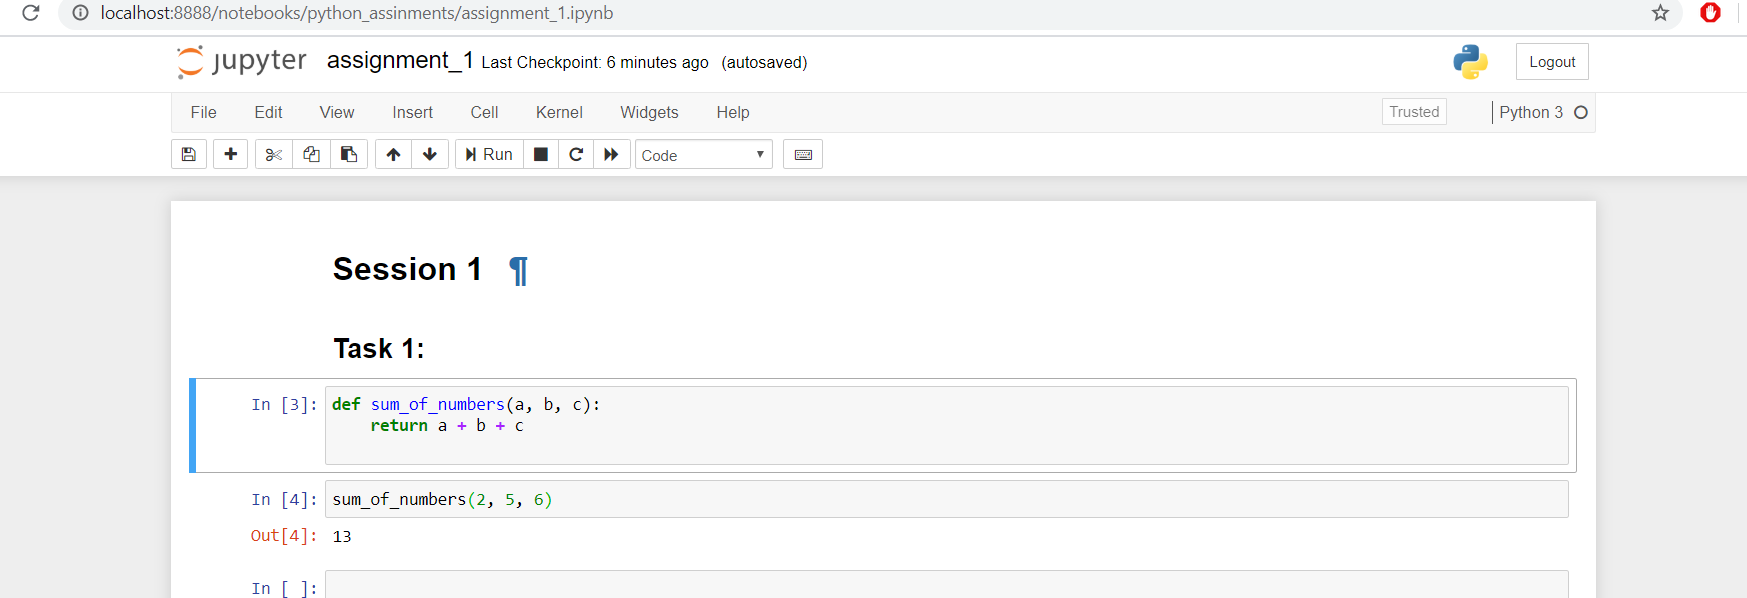 localhost:8888/notebooks/python_assinments/assignment_1.ipynb
jupyter assignment_1 Last Checkpoint: 6 minutes ago (autosaved)
Logout
File Edit View Insert Cell Kernel Widgets Help
Trusted Python 3
Run Code
Session 1 ¶
Task 1:
In [3]: def sum_of_numbers(a, b, c):
    return a + b + c
In [4]: sum_of_numbers(2, 5, 6)
Out[4]: 13
In [ ]: